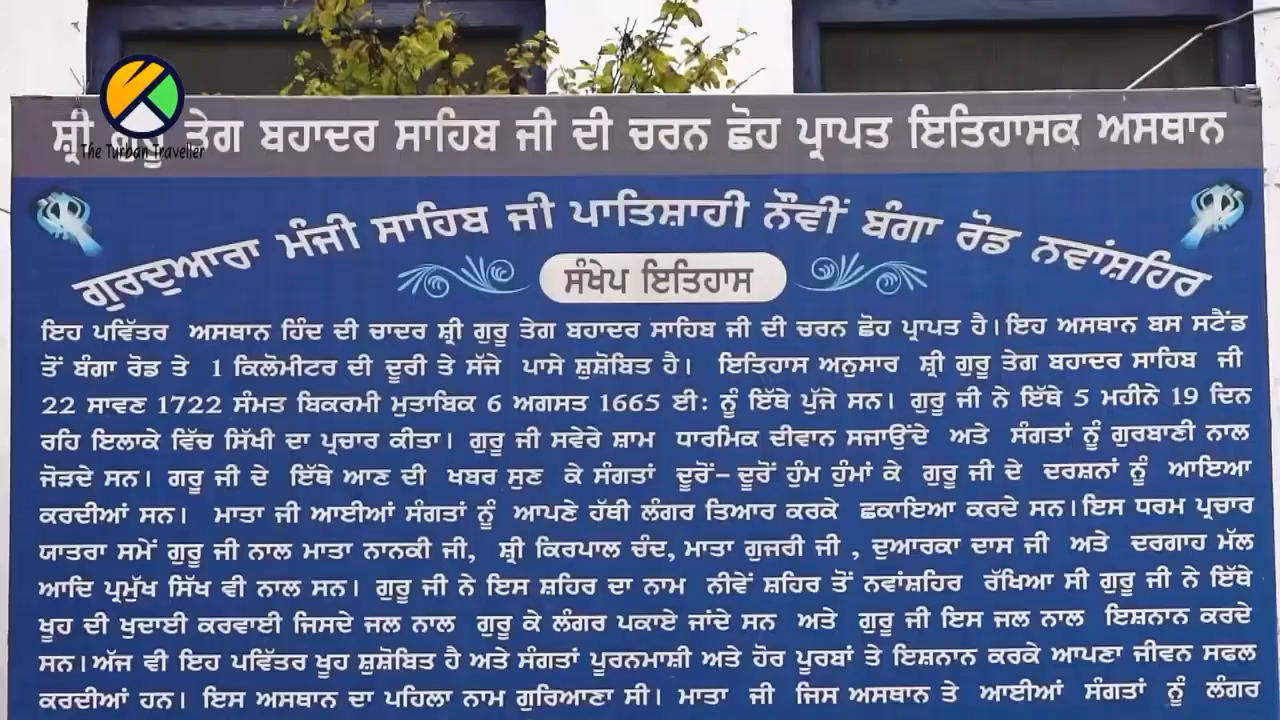 ਸ਼੍ਰੀ ਗੁਰੂ ਤੇਗ ਬਹਾਦਰ ਸਾਹਿਬ ਜੀ ਦੀ ਚਰਨ ਛੋਹ ਪ੍ਰਾਪਤ ਇਤਿਹਾਸਕ ਅਸਥਾਨ
The Turban Traveller
ਗੁਰਦੁਆਰਾ ਮੰਜੀ ਸਾਹਿਬ ਜੀ ਪਾਤਿਸ਼ਾਹੀ ਨੌਵੀਂ ਬੰਗਾ ਰੋਡ ਨਵਾਂਸ਼ਹਿਰ
ਸੰਖੇਪ ਇਤਿਹਾਸ
ਇਹ ਪਵਿੱਤਰ ਅਸਥਾਨ ਹਿੰਦ ਦੀ ਚਾਦਰ ਸ਼੍ਰੀ ਗੁਰੂ ਤੇਗ ਬਹਾਦਰ ਸਾਹਿਬ ਜੀ ਦੀ ਚਰਨ ਛੋਹ ਪ੍ਰਾਪਤ ਹੈ। ਇਹ ਅਸਥਾਨ ਬਸ ਸਟੈਂਡ
ਤੋਂ ਬੰਗਾ ਰੋਡ ਤੇ 1 ਕਿਲੋਮੀਟਰ ਦੀ ਦੂਰੀ ਤੇ ਸੱਜੇ ਪਾਸੇ ਸ਼ੁਸ਼ੋਬਿਤ ਹੈ। ਇਤਿਹਾਸ ਅਨੁਸਾਰ ਸ਼੍ਰੀ ਗੁਰੂ ਤੇਗ ਬਹਾਦਰ ਸਾਹਿਬ ਜੀ
22 ਸਾਵਣ 1722 ਸੰਮਤ ਬਿਕਰਮੀ ਮੁਤਾਬਿਕ 6 ਅਗਸਤ 1665 ਈ: ਨੂੰ ਇੱਥੇ ਪੁੱਜੇ ਸਨ। ਗੁਰੂ ਜੀ ਨੇ ਇੱਥੇ 5 ਮਹੀਨੇ 19 ਦਿਨ
ਰਹਿ ਇਲਾਕੇ ਵਿੱਚ ਸਿੱਖੀ ਦਾ ਪ੍ਰਚਾਰ ਕੀਤਾ। ਗੁਰੂ ਜੀ ਸਵੇਰੇ ਸ਼ਾਮ ਧਾਰਮਿਕ ਦੀਵਾਨ ਸਜਾਉਂਦੇ ਅਤੇ ਸੰਗਤਾਂ ਨੂੰ ਗੁਰਬਾਣੀ ਨਾਲ
ਜੋੜਦੇ ਸਨ। ਗਰੂ ਜੀ ਦੇ ਇੱਥੇ ਆਣ ਦੀ ਖਬਰ ਸੁਣ ਕੇ ਸੰਗਤਾਂ ਦੂਰੋਂ-ਦੂਰੋਂ ਹੁੰਮ ਹੁੰਮਾਂ ਕੇ ਗੁਰੂ ਜੀ ਦੇ ਦਰਸ਼ਨਾਂ ਨੂੰ ਆਇਆ
ਕਰਦੀਆਂ ਸਨ। ਮਾਤਾ ਜੀ ਆਈਆਂ ਸੰਗਤਾਂ ਨੂੰ ਆਪਣੇ ਹੱਥੀ ਲੰਗਰ ਤਿਆਰ ਕਰਕੇ ਛਕਾਇਆ ਕਰਦੇ ਸਨ। ਇਸ ਧਰਮ ਪ੍ਰਚਾਰ
ਯਾਤਰਾ ਸਮੇਂ ਗੁਰੂ ਜੀ ਨਾਲ ਮਾਤਾ ਨਾਨਕੀ ਜੀ, ਸ਼੍ਰੀ ਕਿਰਪਾਲ ਚੰਦ, ਮਾਤਾ ਗੁਜਰੀ ਜੀ , ਦੁਆਰਕਾ ਦਾਸ ਜੀ ਅਤੇ ਦਰਗਾਹ ਮੱਲ
ਆਦਿ ਪ੍ਰਮੁੱਖ ਸਿੱਖ ਵੀ ਨਾਲ ਸਨ। ਗੁਰੂ ਜੀ ਨੇ ਇਸ ਸ਼ਹਿਰ ਦਾ ਨਾਮ ਨੀਵੇਂ ਸ਼ਹਿਰ ਤੋਂ ਨਵਾਂਸ਼ਹਿਰ ਰੱਖਿਆ ਸੀ ਗੁਰੂ ਜੀ ਨੇ ਇੱਥੇ
ਖੂਹ ਦੀ ਖੁਦਾਈ ਕਰਵਾਈ ਜਿਸਦੇ ਜਲ ਨਾਲ ਗੁਰੂ ਕੇ ਲੰਗਰ ਪਕਾਏ ਜਾਂਦੇ ਸਨ ਅਤੇ ਗੁਰੂ ਜੀ ਇਸ ਜਲ ਨਾਲ ਇਸ਼ਨਾਨ ਕਰਦੇ
ਸਨ। ਅੱਜ ਵੀ ਇਹ ਪਵਿੱਤਰ ਖੂਹ ਸ਼ੁਸ਼ੋਬਿਤ ਹੈ ਅਤੇ ਸੰਗਤਾਂ ਪੂਰਨਮਾਸ਼ੀ ਅਤੇ ਹੋਰ ਪੂਰਬਾਂ ਤੇ ਇਸ਼ਨਾਨ ਕਰਕੇ ਆਪਣਾ ਜੀਵਨ ਸਫਲ
ਕਰਦੀਆਂ ਹਨ। ਇਸ ਅਸਥਾਨ ਦਾ ਪਹਿਲਾ ਨਾਮ ਗੁਰਿਆਣਾ ਸੀ। ਮਾਤਾ ਜੀ ਜਿਸ ਅਸਥਾਨ ਤੇ ਆਈਆਂ ਸੰਗਤਾਂ ਨੂੰ ਲੰਗਰ